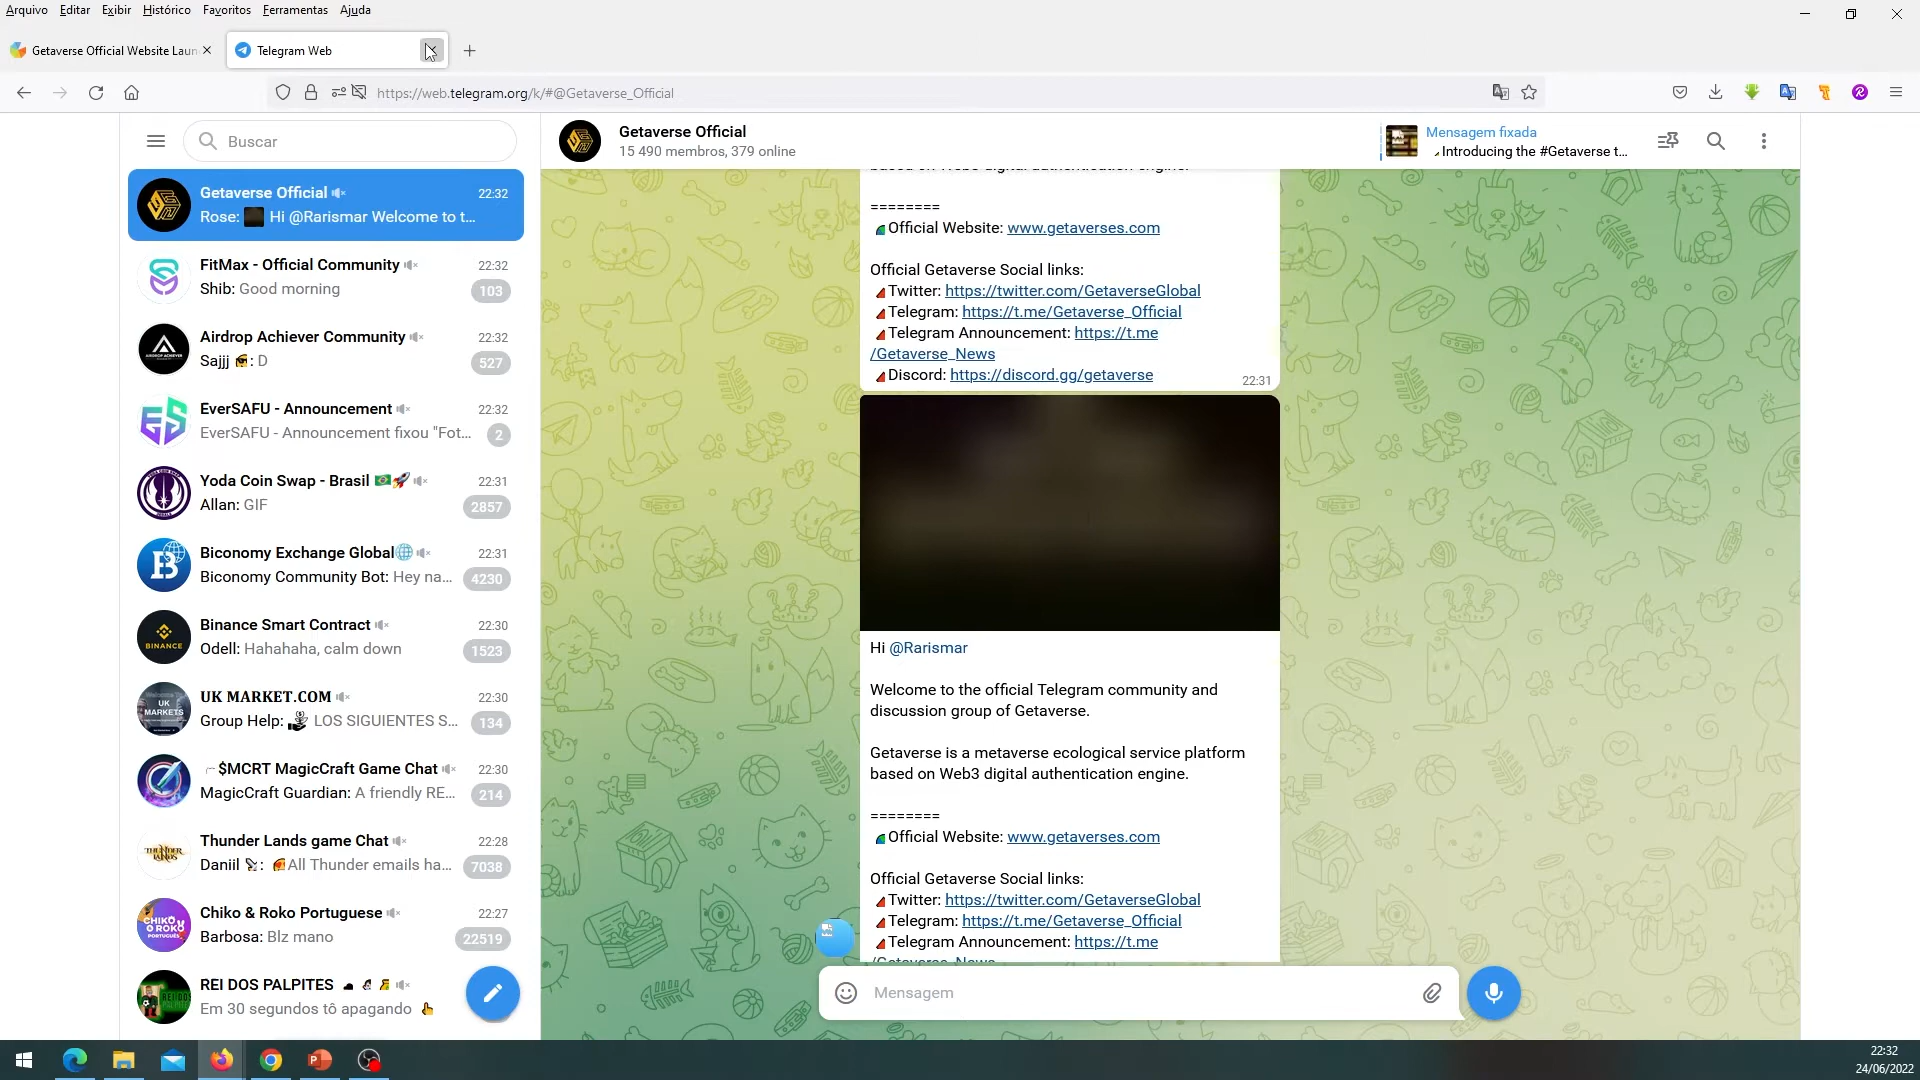 Arquivo Editar Exibir Histórico Favoritos Ferramentas Ajuda
Getaverse Official Website Laun
Telegram Web
https://web.telegram.org/k/#@Getaverse_Official
Buscar
Getaverse Official
15 490 membros, 379 online
Mensagem fixada
Introducing the #Getaverse t...
Getaverse Official 22:32
Rose: Hi @Rarismar Welcome to t...
FitMax - Official Community 22:32
Shib: Good morning 103
Airdrop Achiever Community 22:32
Sajjj : D 527
EverSAFU - Announcement 22:32
EverSAFU - Announcement fixou "Fot... 2
Yoda Coin Swap - Brasil 22:31
Allan: GIF 2857
Biconomy Exchange Global 22:31
Biconomy Community Bot: Hey na... 4230
Binance Smart Contract 22:30
Odell: Hahahaha, calm down 1523
BINANCE
UK MARKET.COM 22:30
Group Help: LOS SIGUIENTES S... 134
UK
MARKETS
$MCRT MagicCraft Game Chat 22:30
MagicCraft Guardian: A friendly RE... 214
Thunder Lands game Chat 22:28
Daniil : All Thunder emails ha... 7038
Chiko & Roko Portuguese 22:27
Barbosa: Blz mano 22519
REI DOS PALPITES
Em 30 segundos tô apagando
based on Web3 digital authentication engine.
========
Official Website: www.getaverses.com
Official Getaverse Social links:
Twitter: https://twitter.com/GetaverseGlobal
Telegram: https://t.me/Getaverse_Official
Telegram Announcement: https://t.me
/Getaverse_News
Discord: https://discord.gg/getaverse
22:31
Hi @Rarismar
Welcome to the official Telegram community and
discussion group of Getaverse.
Getaverse is a metaverse ecological service platform
based on Web3 digital authentication engine.
========
Official Website: www.getaverses.com
Official Getaverse Social links:
Twitter: https://twitter.com/GetaverseGlobal
Telegram: https://t.me/Getaverse_Official
Telegram Announcement: https://t.me
/Getaverse_News
Mensagem
22:32
24/06/2022